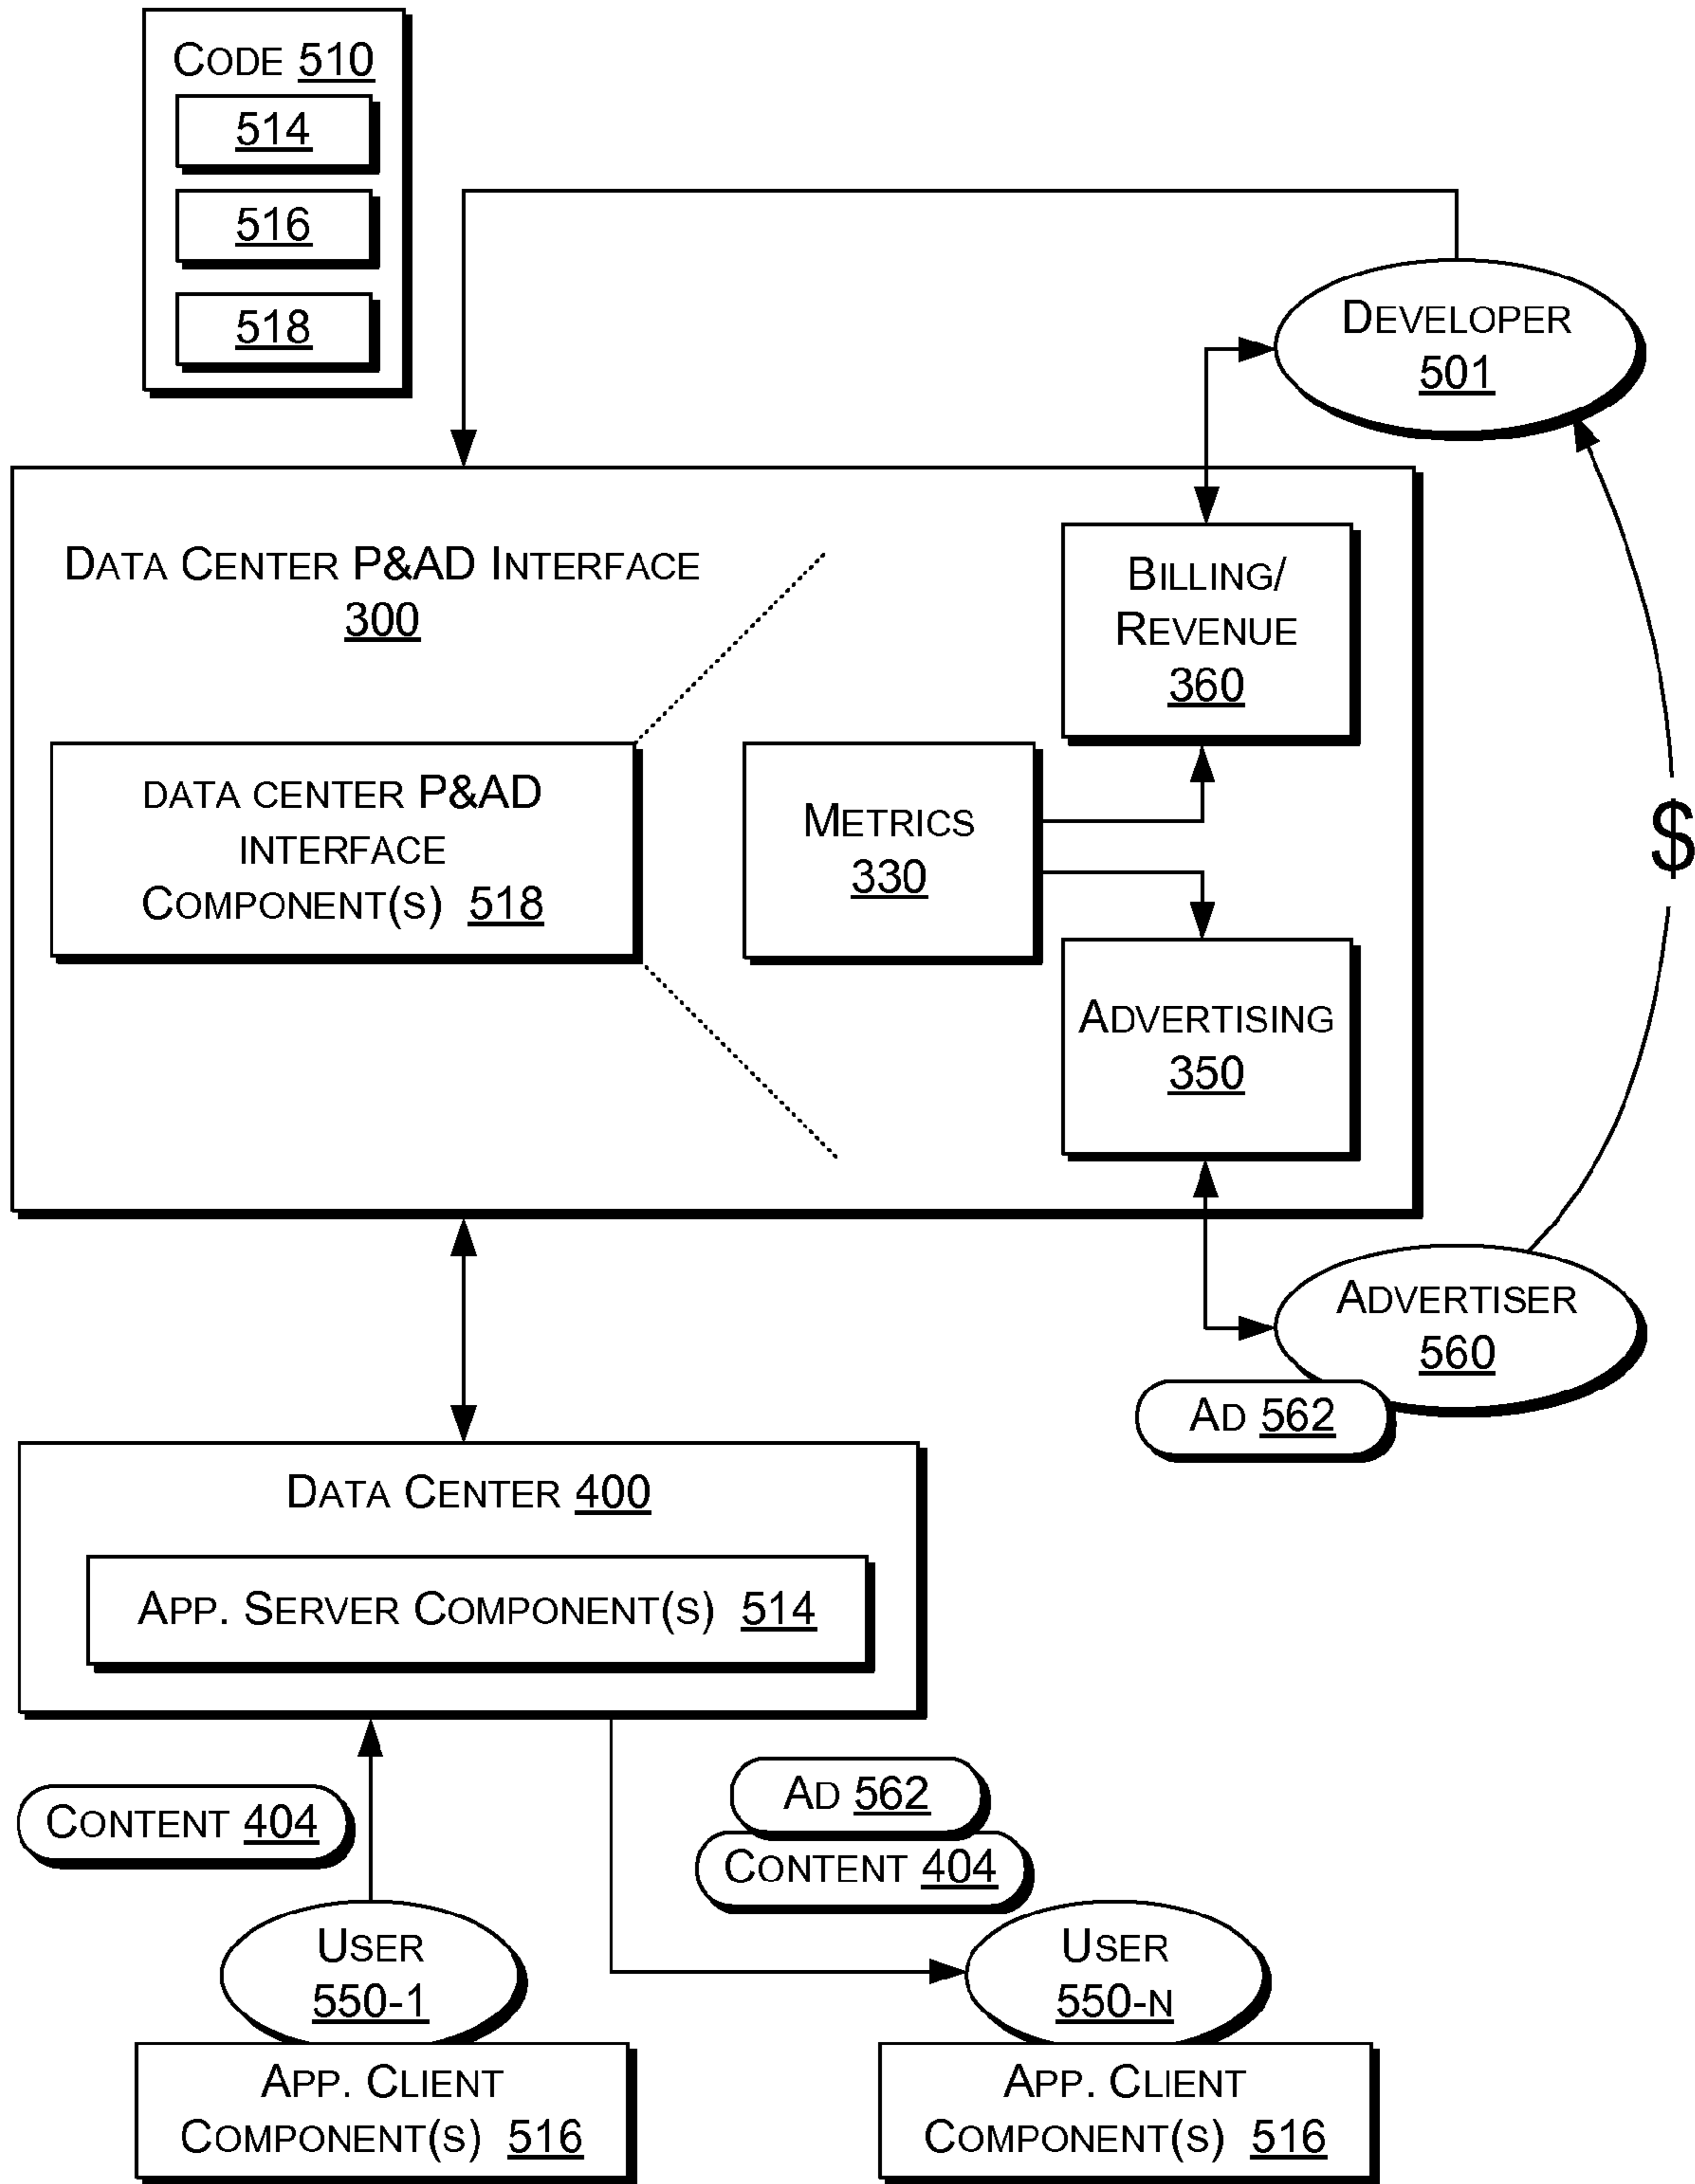 Code 510
514
516
518
Developer
501
Data Center P&AD Interface
300
Billing/
Revenue
360
data center P&AD
interface
Component(s) 518
Metrics
330
$
Advertising
350
Advertiser
560
Ad 562
Data Center 400
App. Server Component(s) 514
Content 404
Ad 562
Content 404
User
550-1
User
550-n
App. Client
Component(s) 516
App. Client
Component(s) 516